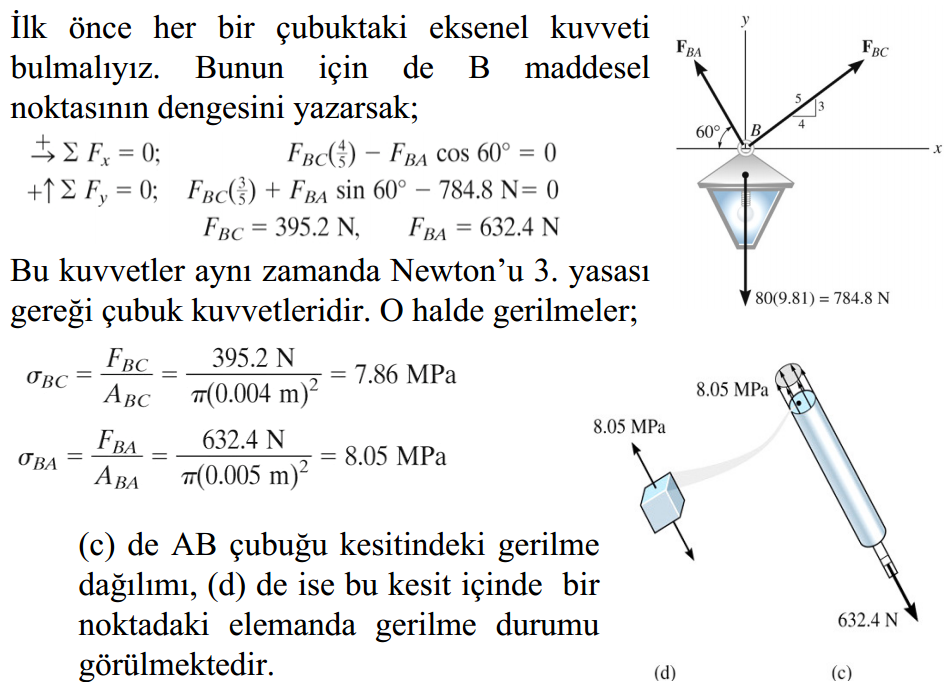 İlk önce her bir çubuktaki eksenel kuvveti
bulmalıyız. Bunun için de B maddesel
noktasının dengesini yazarsak;
→⁺ Σ Fx = 0; FBC(4/5) − FBA cos 60° = 0
+↑ Σ Fy = 0; FBC(3/5) + FBA sin 60° − 784.8 N= 0
FBC = 395.2 N, FBA = 632.4 N
Bu kuvvetler aynı zamanda Newton’u 3. yasası
gereği çubuk kuvvetleridir. O halde gerilmeler;
σBC = FBC/ABC = 395.2 N/π(0.004 m)² = 7.86 MPa
σBA = FBA/ABA = 632.4 N/π(0.005 m)² = 8.05 MPa
(c) de AB çubuğu kesitindeki gerilme
dağılımı, (d) de ise bu kesit içinde bir
noktadaki elemanda gerilme durumu
görülmektedir.
y
FBA
FBC
5
3
4
60°
B
x
80(9.81) = 784.8 N
8.05 MPa
8.05 MPa
632.4 N
(d)
(c)